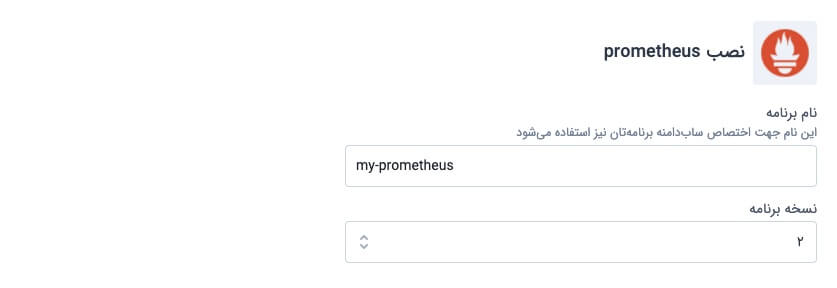 نصب prometheus
نام برنامه
این نام جهت اختصاص ساب‌دامنه برنامه‌تان نیز استفاده می‌شود
my-prometheus
نسخه برنامه
۲